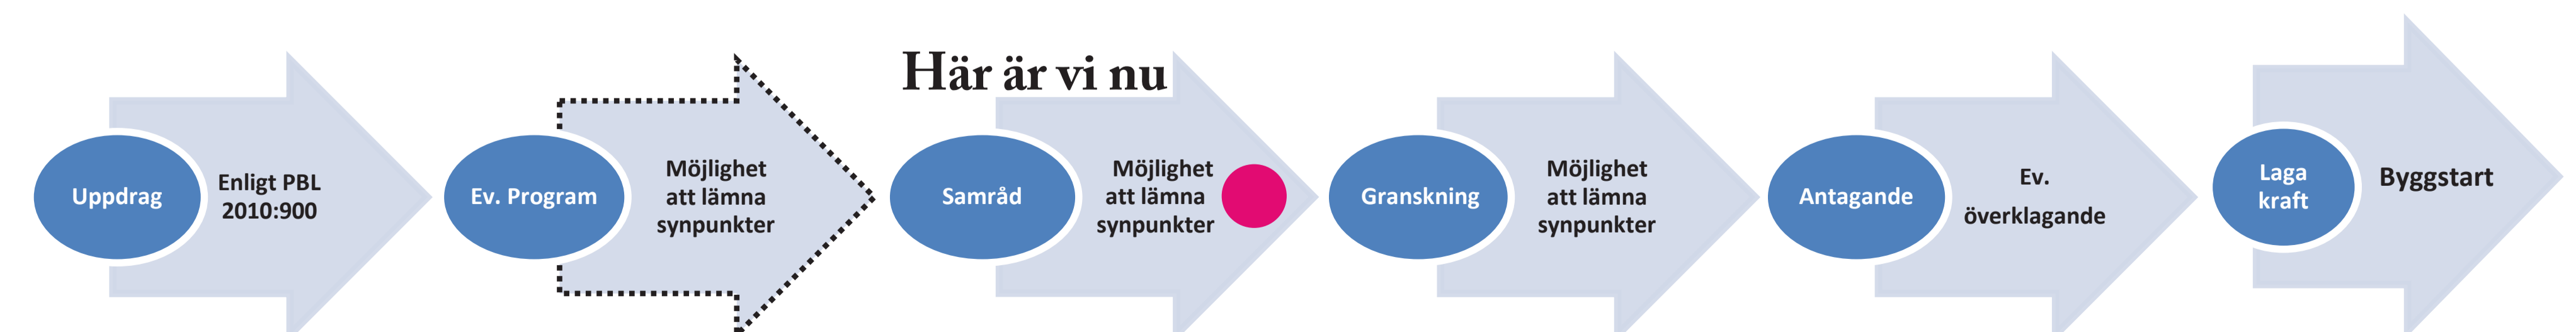 Här är vi nu
Uppdrag
Enligt PBL
2010:900
Ev. Program
Möjlighet
att lämna
synpunkter
Samråd
Möjlighet
att lämna
synpunkter
Granskning
Möjlighet
att lämna
synpunkter
Antagande
Ev.
överklagande
Laga
kraft
Byggstart